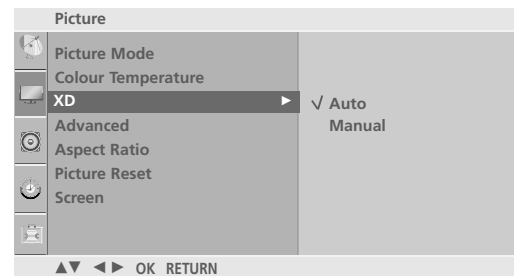 Picture
Picture Mode
Colour Temperature
XD ►
Advanced
Aspect Ratio
Picture Reset
Screen
√ Auto
Manual
▲▼ ◄► OK RETURN